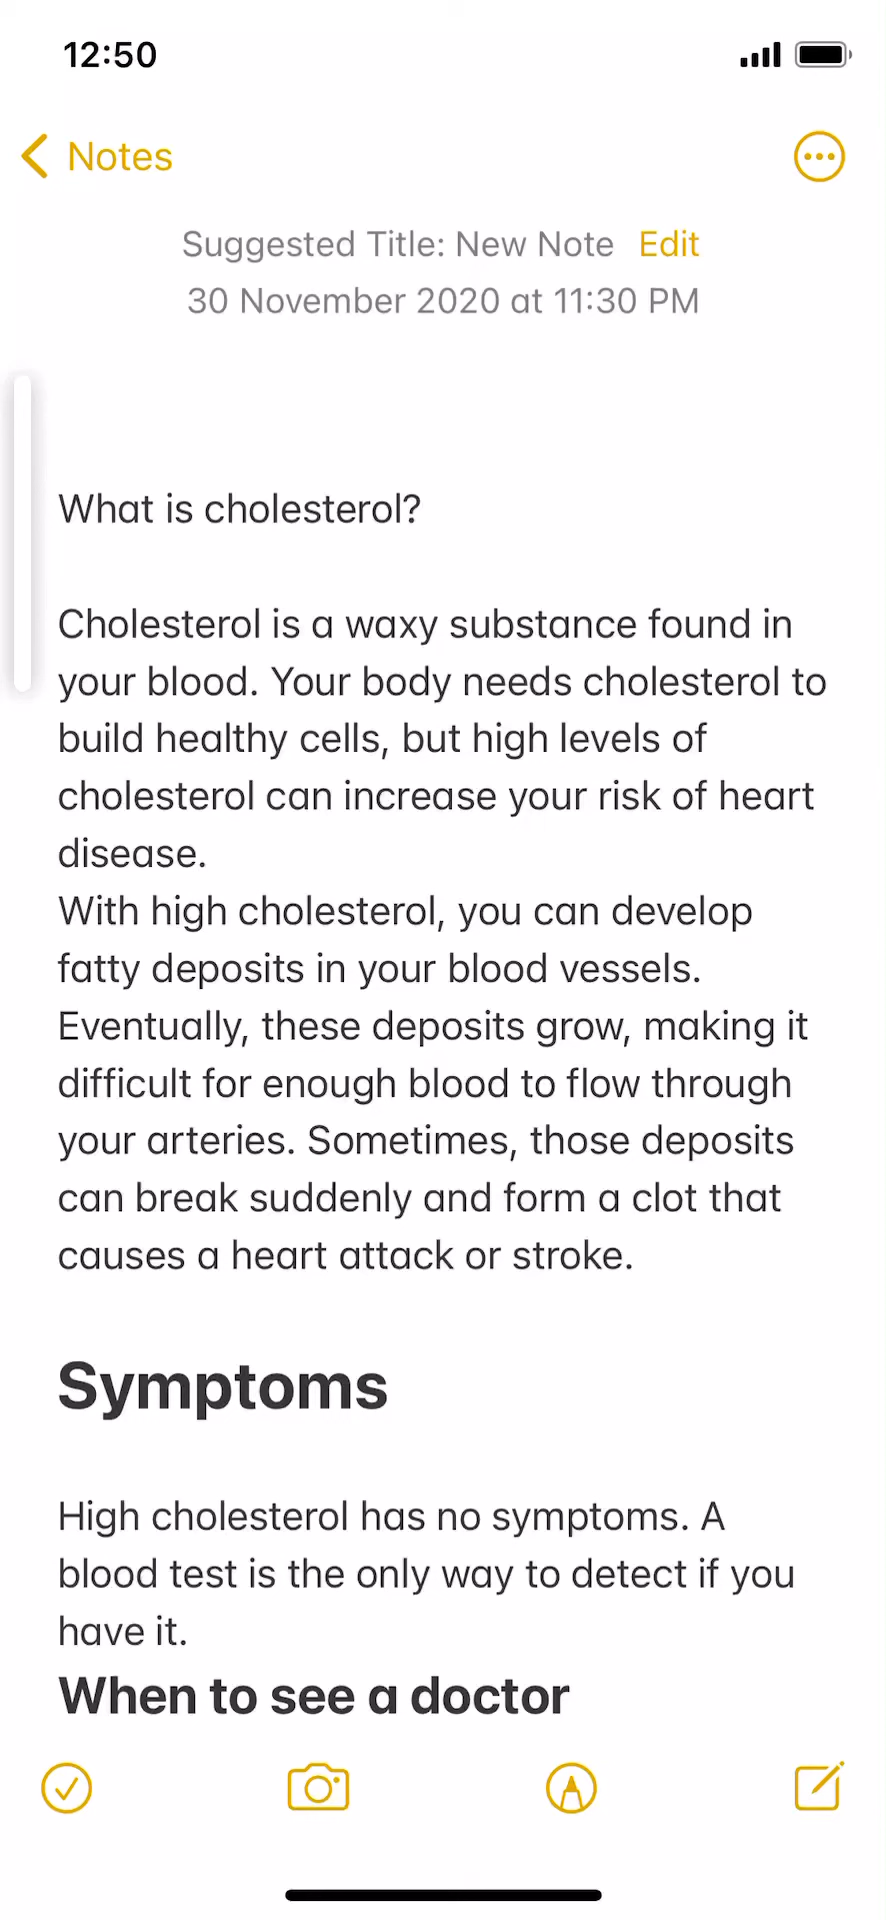 12:50
Notes
Suggested Title: New Note Edit
30 November 2020 at 11:30 PM
What is cholesterol?
Cholesterol is a waxy substance found in
your blood. Your body needs cholesterol to
build healthy cells, but high levels of
cholesterol can increase your risk of heart
disease.
With high cholesterol, you can develop
fatty deposits in your blood vessels.
Eventually, these deposits grow, making it
difficult for enough blood to flow through
your arteries. Sometimes, those deposits
can break suddenly and form a clot that
causes a heart attack or stroke.
Symptoms
High cholesterol has no symptoms. A
blood test is the only way to detect if you
have it.
When to see a doctor